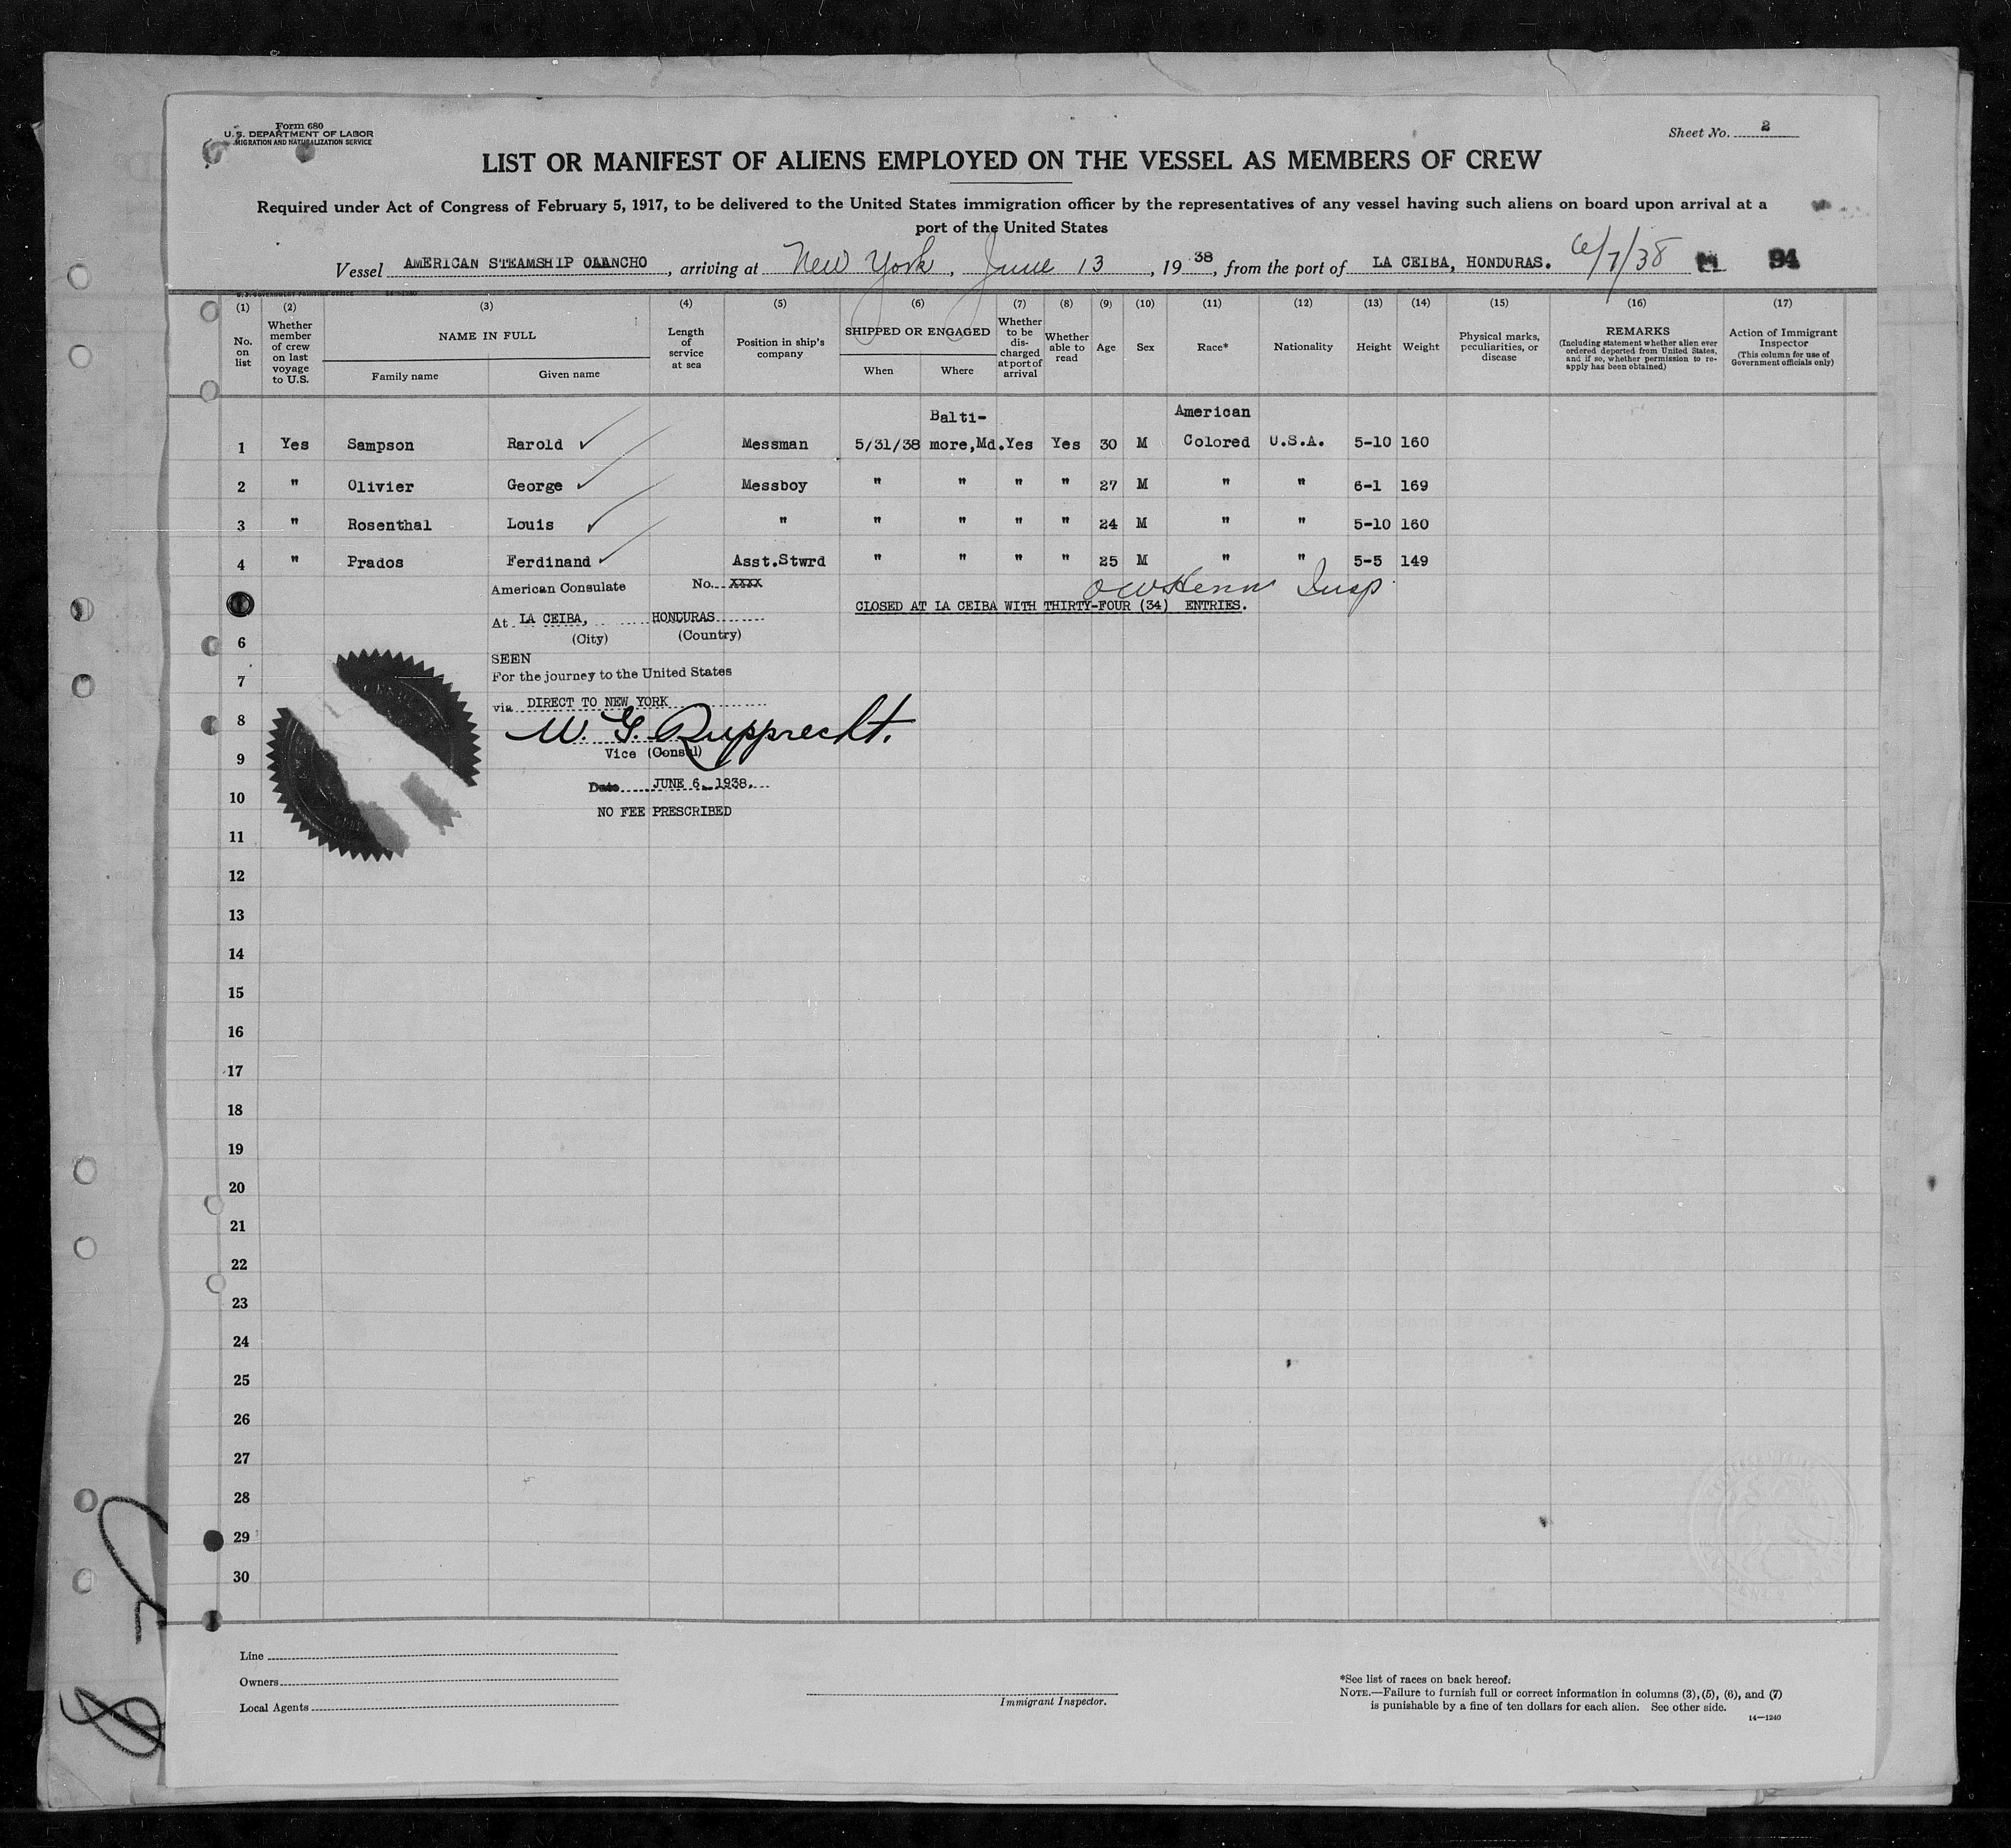 Form 680
U. S. DEPARTMENT OF LABOR
MIGRATION AND NATURALIZATION SERVICE
Sheet No. 2
LIST OR MANIFEST OF ALIENS EMPLOYED ON THE VESSEL AS MEMBERS OF CREW
Required under Act of Congress of February 5, 1917, to be delivered to the United States immigration officer by the representatives of any vessel having such aliens on board upon arrival at a
port of the United States
Vessel AMERICAN STEAMSHIP OLANCHO, arriving at New York, June 13, 1938, from the port of LA CEIBA, HONDURAS. 6/7/38 94
U. S. GOVERNMENT PRINTING OFFICE
(1) (2) (3) (4) (5) (6) (7) (8) (9) (10) (11) (12) (13) (14) (15) (16) (17)
No. on list
Whether member of crew on last voyage to U.S.
NAME IN FULL
Family name Given name
Length of service at sea
Position in ship's company
SHIPPED OR ENGAGED
When Where
Whether to be discharged at port of arrival
Whether able to read
Age
Sex
Race*
Nationality
Height
Weight
Physical marks, peculiarities, or disease
REMARKS
(Including statement whether alien ever ordered deported from United States, and if so, whether permission to reapply has been obtained)
Action of Immigrant Inspector
(This column for use of Government officials only)
Balti- American
1 Yes Sampson Rarold Messman 5/31/38 more,Md. Yes Yes 30 M Colored U.S.A. 5-10 160
2 " Olivier George Messboy " " " " 27 M " " 6-1 169
3 " Rosenthal Louis " " " " " 24 M " " 5-10 160
4 " Prados Ferdinand Asst.Stwrd " " " " 25 M " " 5-5 149
American Consulate No. XXXX
Insp
CLOSED AT LA CEIBA WITH THIRTY-FOUR (34) ENTRIES.
At LA CEIBA, HONDURAS
(City) (Country)
6
SEEN
7
For the journey to the United States
via DIRECT TO NEW YORK
8
W. G. Rupprecht.
Vice (Consul)
9
Date JUNE 6, 1938.
10
NO FEE PRESCRIBED
11
12
13
14
15
16
17
18
19
20
21
22
23
24
25
26
27
28
29
30
Line
Owners
Local Agents
Immigrant Inspector.
*See list of races on back hereof.
NOTE.—Failure to furnish full or correct information in columns (3), (5), (6), and (7)
is punishable by a fine of ten dollars for each alien. See other side.
14—1240